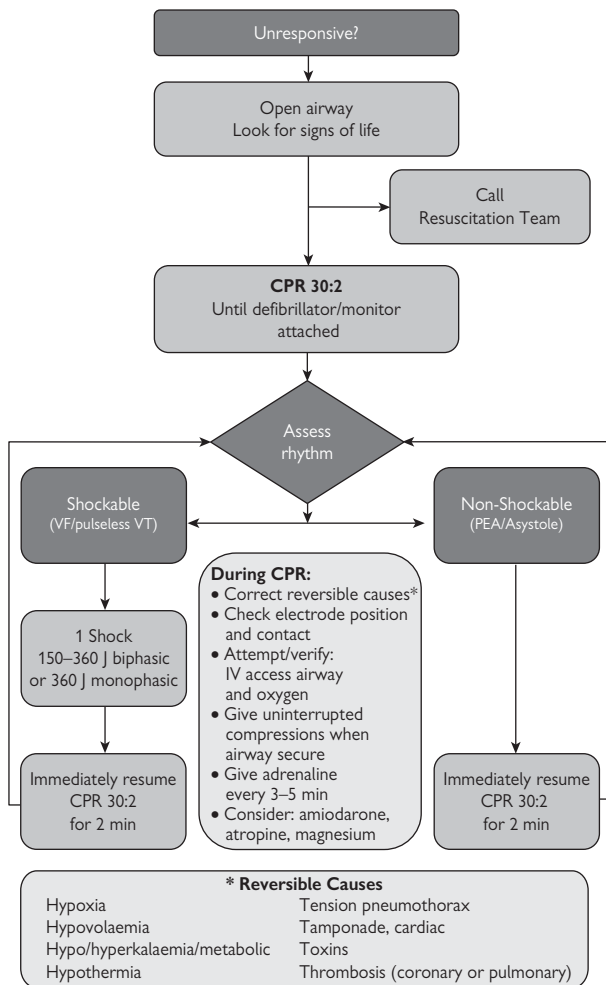 Unresponsive?
Open airway
Look for signs of life
Call
Resuscitation Team
CPR 30:2
Until defibrillator/monitor
attached
Assess
rhythm
Shockable
(VF/pulseless VT)
Non-Shockable
(PEA/Asystole)
1 Shock
150–360 J biphasic
or 360 J monophasic
Immediately resume
CPR 30:2
for 2 min
During CPR:
• Correct reversible causes*
• Check electrode position
and contact
• Attempt/verify:
IV access airway
and oxygen
• Give uninterrupted
compressions when
airway secure
• Give adrenaline
every 3–5 min
• Consider: amiodarone,
atropine, magnesium
Immediately resume
CPR 30:2
for 2 min
* Reversible Causes
Hypoxia
Hypovolaemia
Hypo/hyperkalaemia/metabolic
Hypothermia
Tension pneumothorax
Tamponade, cardiac
Toxins
Thrombosis (coronary or pulmonary)